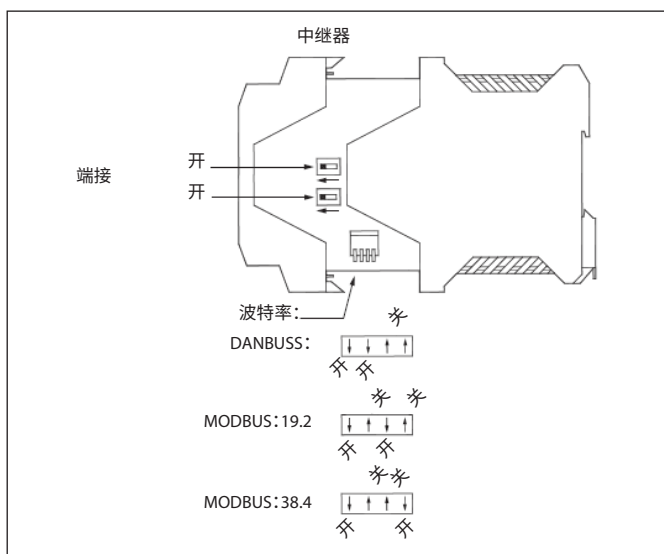 中继器
开
端接
开
波特率：
关
DANBUSS：
开 开
关 关
MODBUS：19.2
开 开
关 关
MODBUS：38.4
开 开